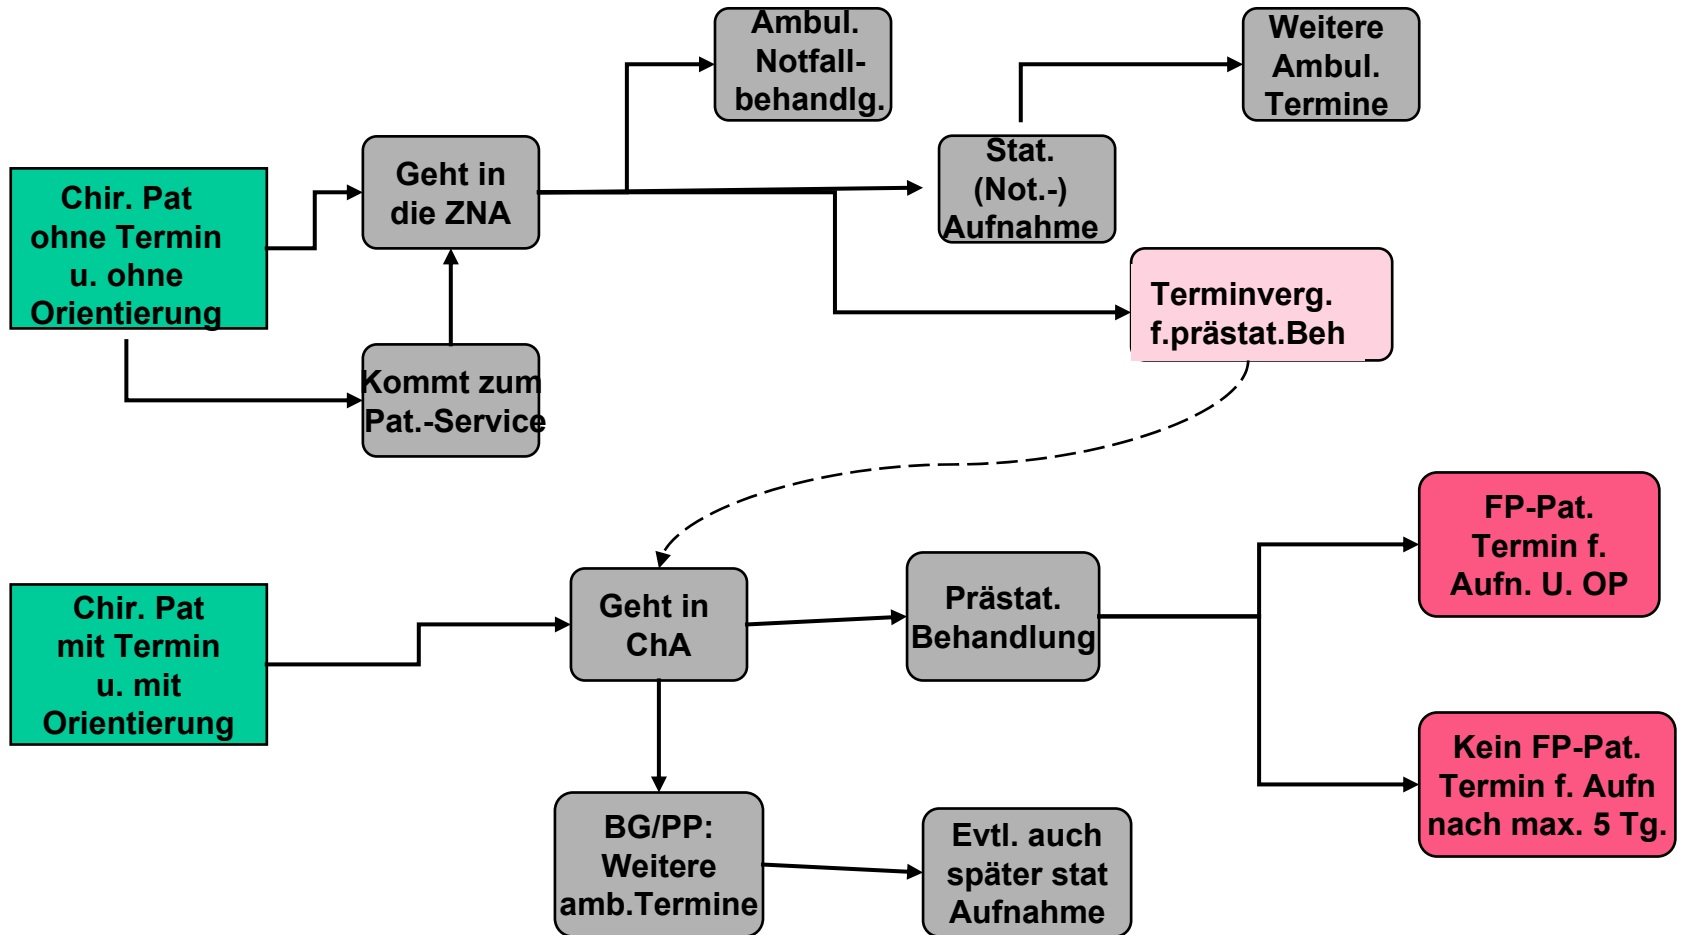 Ambul.
Notfall-
behandlg.
Weitere
Ambul.
Termine
Geht in
die ZNA
Stat.
(Not.-)
Aufnahme
Chir. Pat
ohne Termin
u. ohne
Orientierung
Terminverg.
f.prästat.Beh
Kommt zum
Pat.-Service
FP-Pat.
Termin f.
Aufn. U. OP
Chir. Pat
mit Termin
u. mit
Orientierung
Geht in
ChA
Prästat.
Behandlung
Kein FP-Pat.
Termin f. Aufn
nach max. 5 Tg.
BG/PP:
Weitere
amb.Termine
Evtl. auch
später stat
Aufnahme